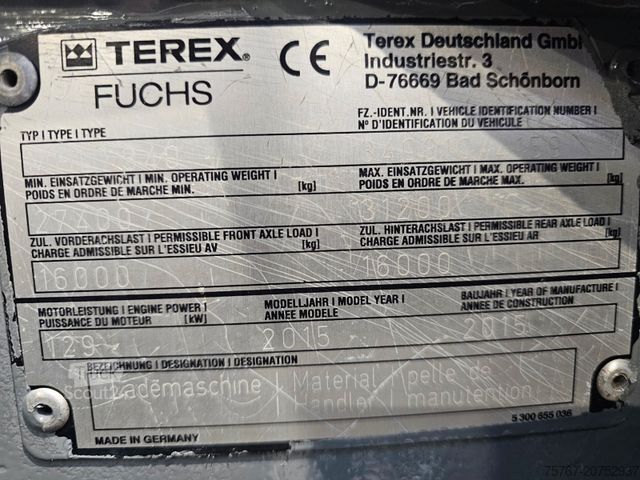 TEREX® CE Terex Deutschland GmbH
FUCHS Industriestr. 3
D-76669 Bad Schönborn
TYP | TYPE | TYPE
FZ.-IDENT.NR. | VEHICLE IDENTIFICATION NUMBER |
N° D'IDENTIFICATION DU VEHICULE
MIN. EINSATZGEWICHT | MIN. OPERATING WEIGHT |
POIDS EN ORDRE DE MARCHE MIN. [kg]
MAX. EINSATZGEWICHT | MAX. OPERATING WEIGHT |
POIDS EN ORDRE DE MARCHE MAX. [kg]
ZUL. VORDERACHSLAST | PERMISSIBLE FRONT AXLE LOAD |
CHARGE ADMISSIBLE SUR L'ESSIEU AV [kg]
16000
ZUL. HINTERACHSLAST | PERMISSIBLE REAR AXLE LOAD |
CHARGE ADMISSIBLE SUR L'ESSIEU AR [kg]
16000
MOTORLEISTUNG | ENGINE POWER |
PUISSANCE DU MOTEUR [kW]
129
MODELLJAHR | MODEL YEAR |
ANNEE MODELE
2015
BAUJAHR | YEAR OF MANUFACTURE |
ANNEE DE CONSTRUCTION
2015
BEZEICHNUNG | DESIGNATION | DESIGNATION
Lademaschine | Material Handler | pelle de manutention
5 300 655 036
MADE IN GERMANY
75767-20752937